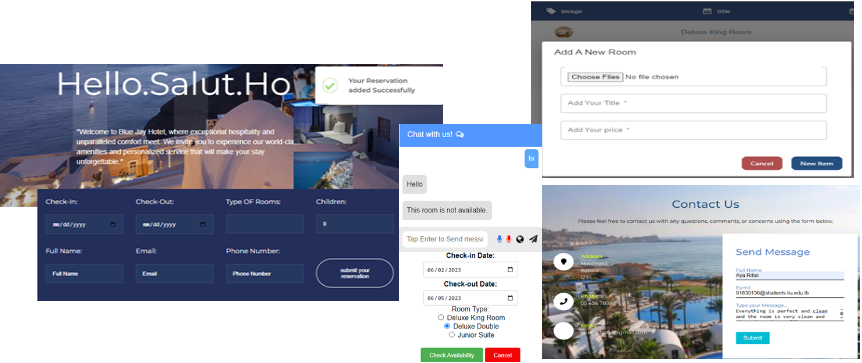 Hello.Salut.Ho
Your Reservation
added Successfully
"Welcome to Blue Jay Hotel, where exceptional hospitality and
unparalleled comfort meet. We invite you to experience our world-cla
amenities and personalized service that will make your stay
unforgettable."
Check-In:
Check-Out:
Type OF Rooms:
Children:
mm/dd/yyyy
mm/dd/yyyy
0
Full Name:
Email:
Phone Number:
Full Name
Email
Phone Number
submit your
reservation
Chat with us!
hi
Hello
This room is not available.
Tap Enter to Send messa
Check-in Date:
06/02/2023
Check-out Date:
06/05/2023
Room Type:
Deluxe King Room
Deluxe Double
Junior Suite
Check Availability
Cancel
Image
title
Deluxe King Room
Add A New Room
Choose Files No file chosen
Add Your Title *
Add Your price *
Cancel
New Item
Contact Us
Please feel free to contact us with any questions, comments, or concerns using the form below.
Address
Phone
Send Message
Full Name
Email
91830136@students.liu.edu.lb
Type your Message...
Everything is perfect and clean
and the room is very clean and
Submit